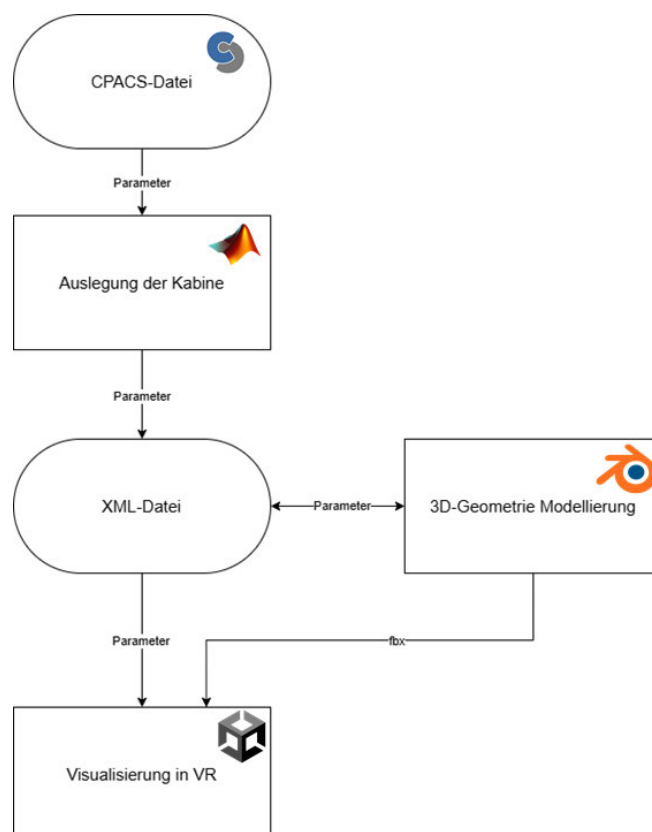 CPACS-Datei
Parameter
Auslegung der Kabine
Parameter
XML-Datei
Parameter
3D-Geometrie Modellierung
Parameter
fbx
Visualisierung in VR